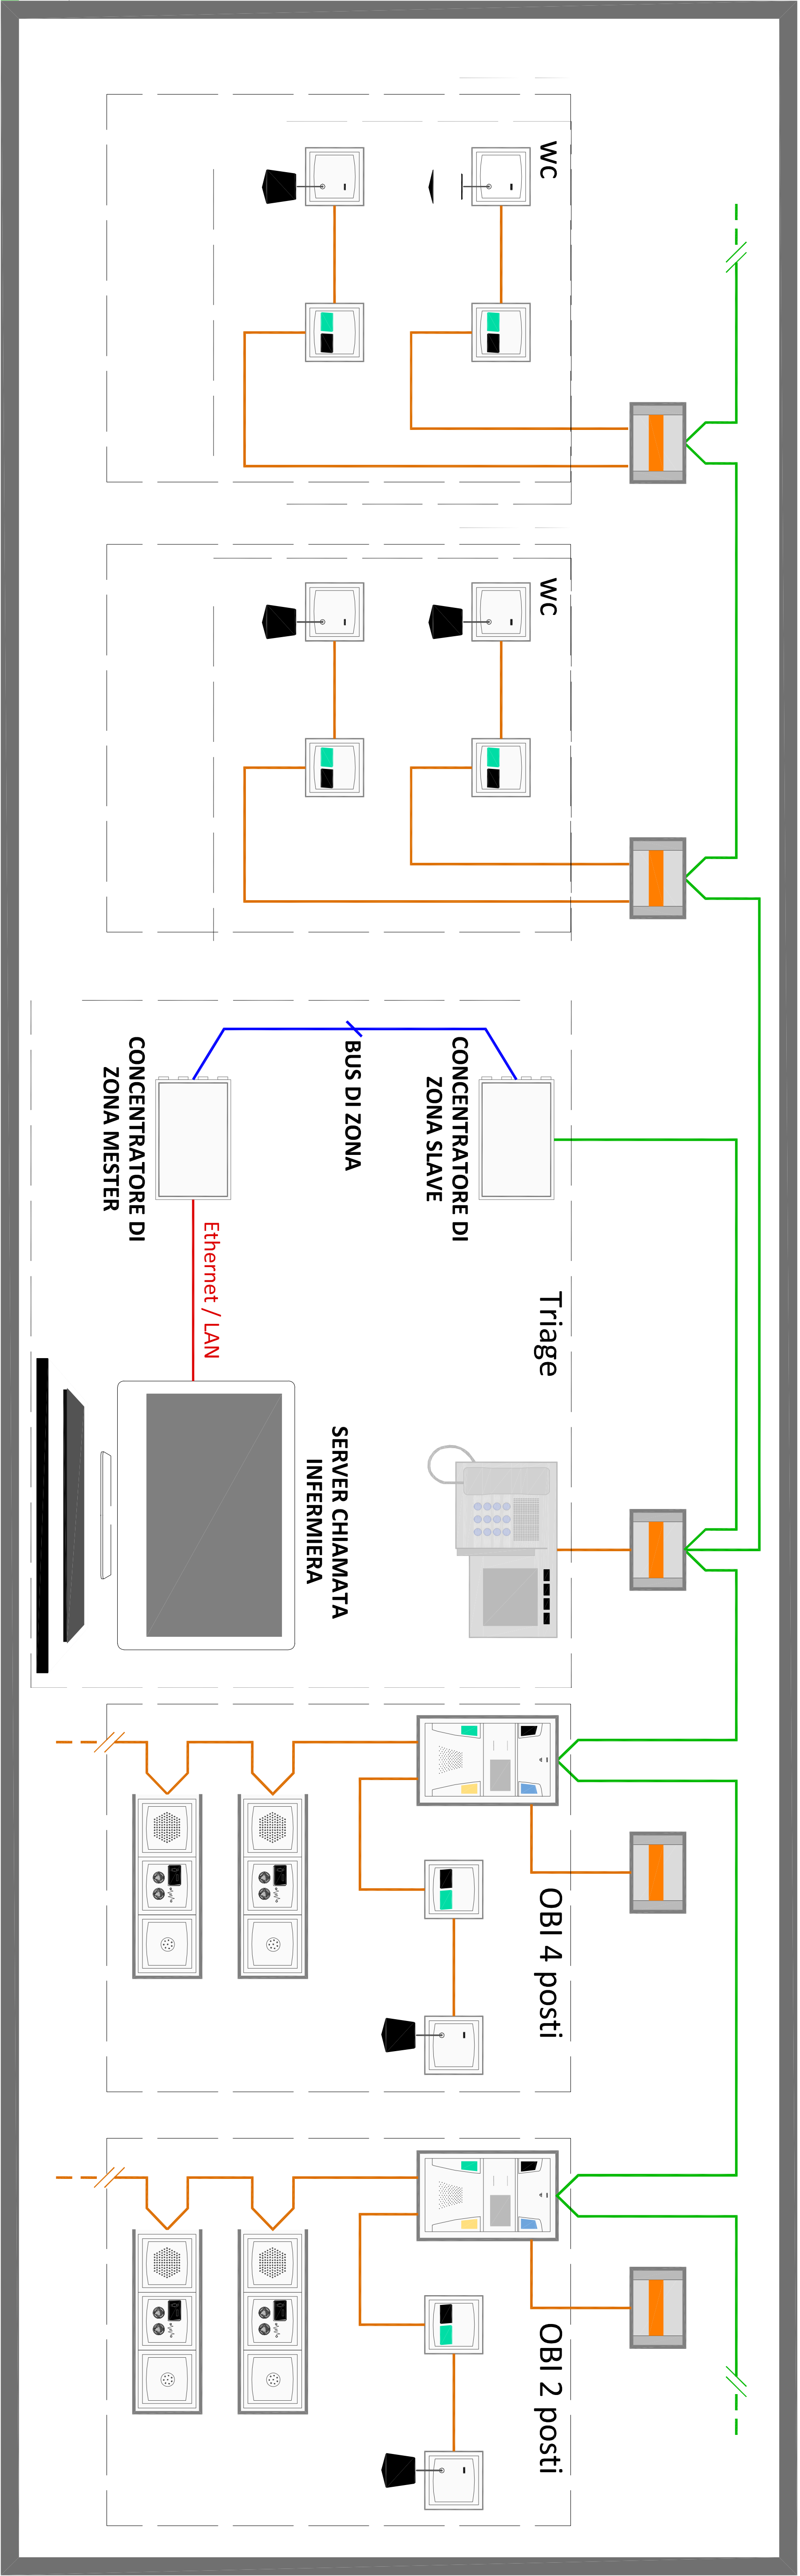 WC
WC
CONCENTRATORE DI
ZONA SLAVE
BUS DI ZONA
CONCENTRATORE DI
ZONA MESTER
Ethernet / LAN
Triage
SERVER CHIAMATA
INFERMIERA
OBI 4 posti
OBI 2 posti